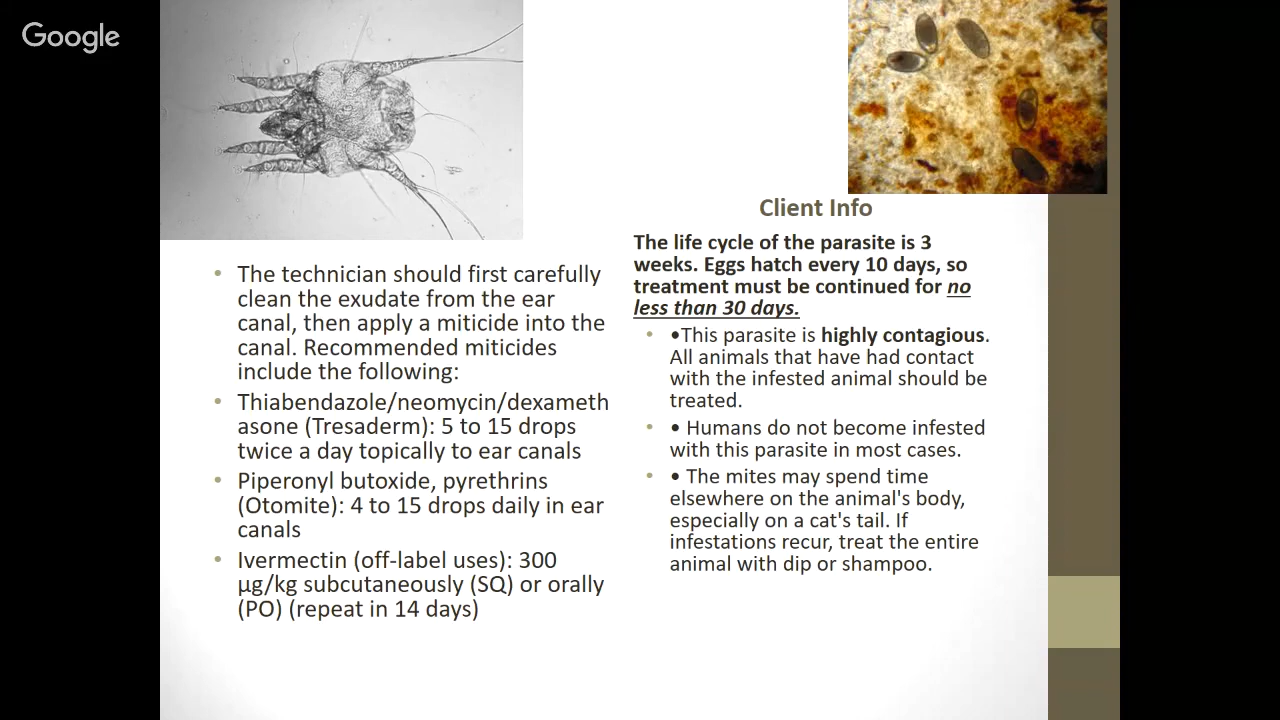 Google
• The technician should first carefully
clean the exudate from the ear
canal, then apply a miticide into the
canal. Recommended miticides
include the following:
• Thiabendazole/neomycin/dexameth
asone (Tresaderm): 5 to 15 drops
twice a day topically to ear canals
• Piperonyl butoxide, pyrethrins
(Otomite): 4 to 15 drops daily in ear
canals
• Ivermectin (off-label uses): 300
µg/kg subcutaneously (SQ) or orally
(PO) (repeat in 14 days)
Client Info
The life cycle of the parasite is 3
weeks. Eggs hatch every 10 days, so
treatment must be continued for no
less than 30 days.
• •This parasite is highly contagious.
All animals that have had contact
with the infested animal should be
treated.
• • Humans do not become infested
with this parasite in most cases.
• • The mites may spend time
elsewhere on the animal's body,
especially on a cat's tail. If
infestations recur, treat the entire
animal with dip or shampoo.